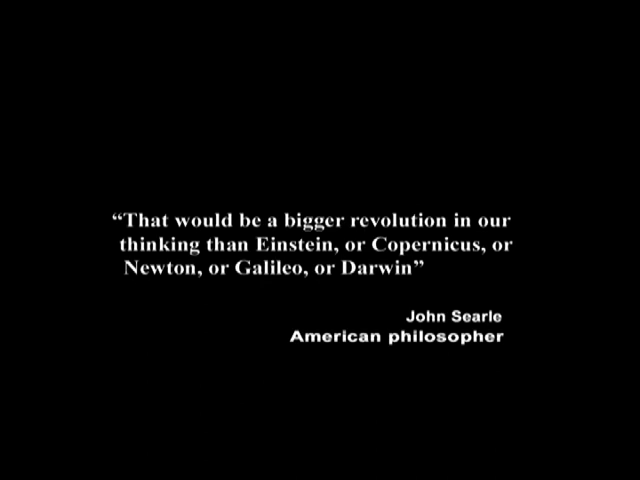 “That would be a bigger revolution in our
thinking than Einstein, or Copernicus, or
Newton, or Galileo, or Darwin”
John Searle
American philosopher